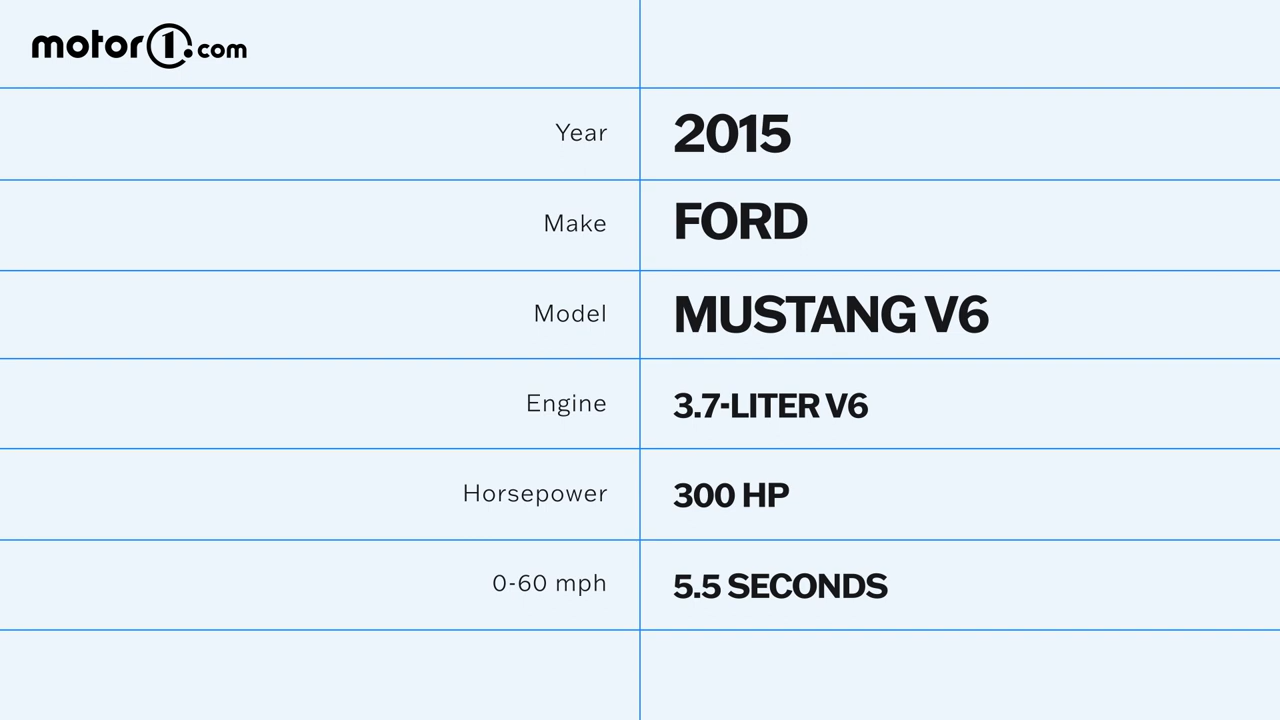 motor1.com
Year 2015
Make FORD
Model MUSTANG V6
Engine 3.7-LITER V6
Horsepower 300 HP
0-60 mph 5.5 SECONDS